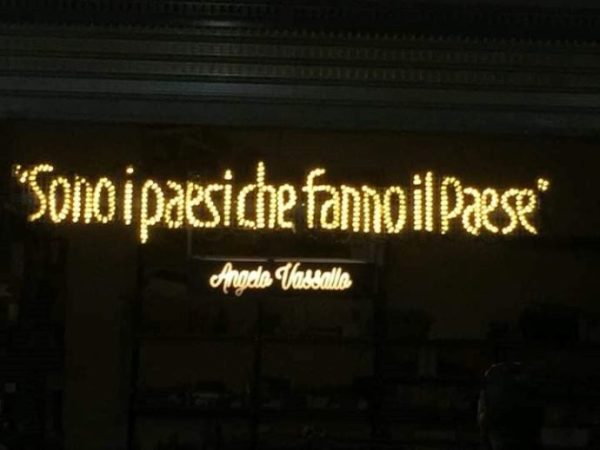 "Sono i paesi che fanno il Paese"
Angelo Vassallo